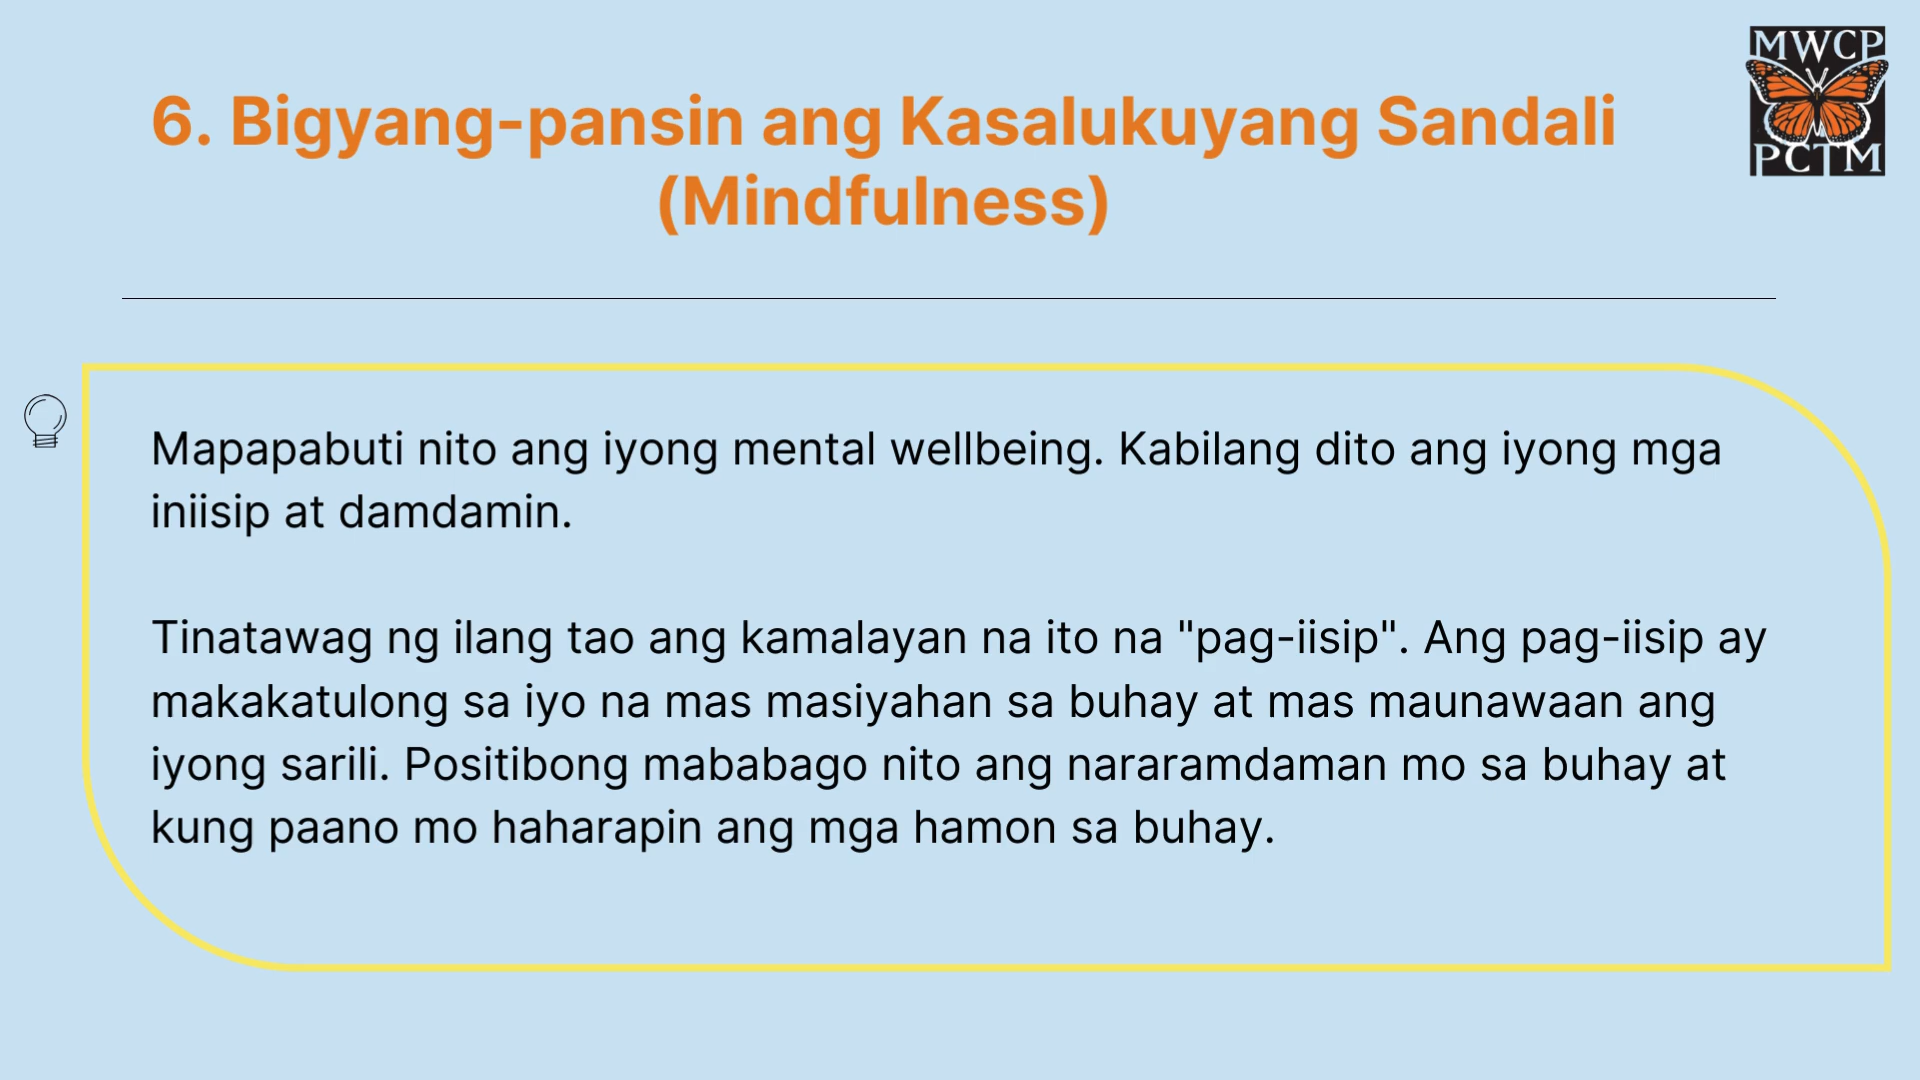 6. Bigyang-pansin ang Kasalukuyang Sandali
(Mindfulness)
MWCP
PCTM
Mapapabuti nito ang iyong mental wellbeing. Kabilang dito ang iyong mga
iniisip at damdamin.
Tinatawag ng ilang tao ang kamalayan na ito na "pag-iisip". Ang pag-iisip ay
makakatulong sa iyo na mas masiyahan sa buhay at mas maunawaan ang
iyong sarili. Positibong mababago nito ang nararamdaman mo sa buhay at
kung paano mo haharapin ang mga hamon sa buhay.